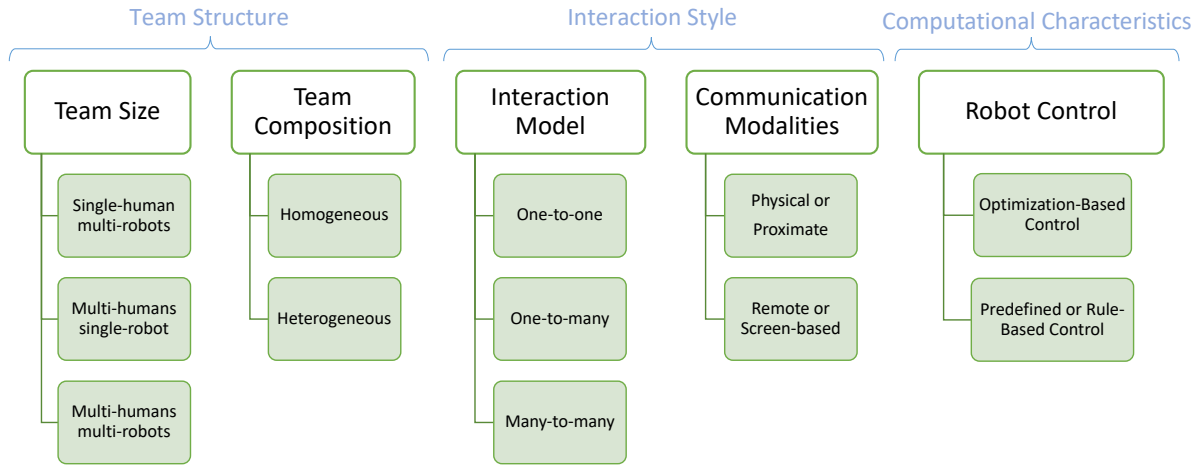 Team Structure
Interaction Style
Computational Characteristics
Team Size
Team
Composition
Interaction
Model
Communication
Modalities
Robot Control
Single-human
multi-robots
Multi-humans
single-robot
Multi-humans
multi-robots
Homogeneous
Heterogeneous
One-to-one
One-to-many
Many-to-many
Physical or
Proximate
Remote or
Screen-based
Optimization-Based
Control
Predefined or Rule-
Based Control